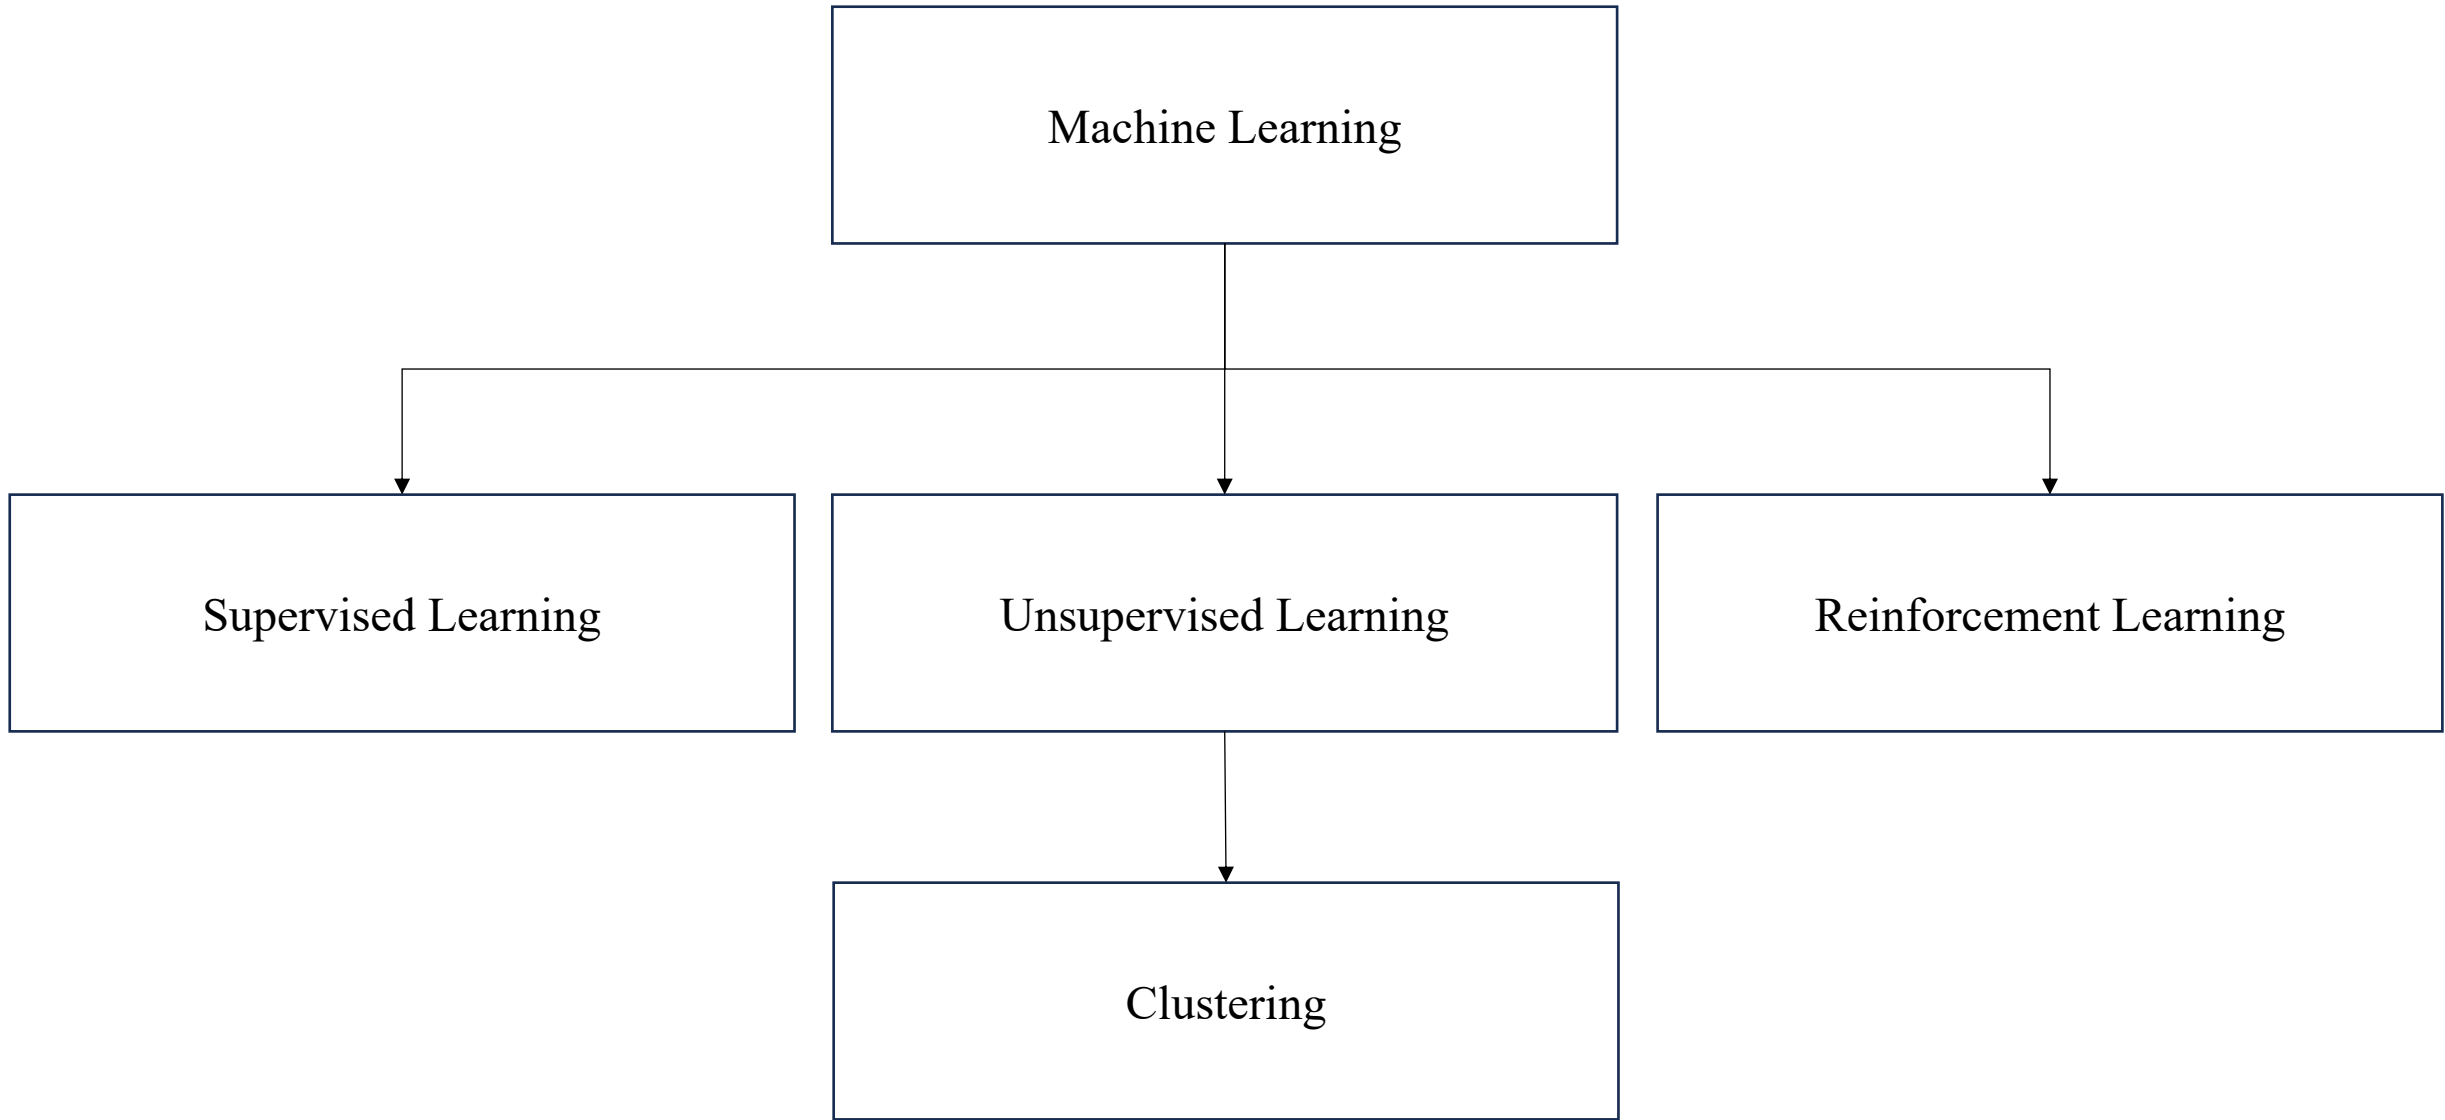 Machine Learning
Supervised Learning
Unsupervised Learning
Reinforcement Learning
Clustering